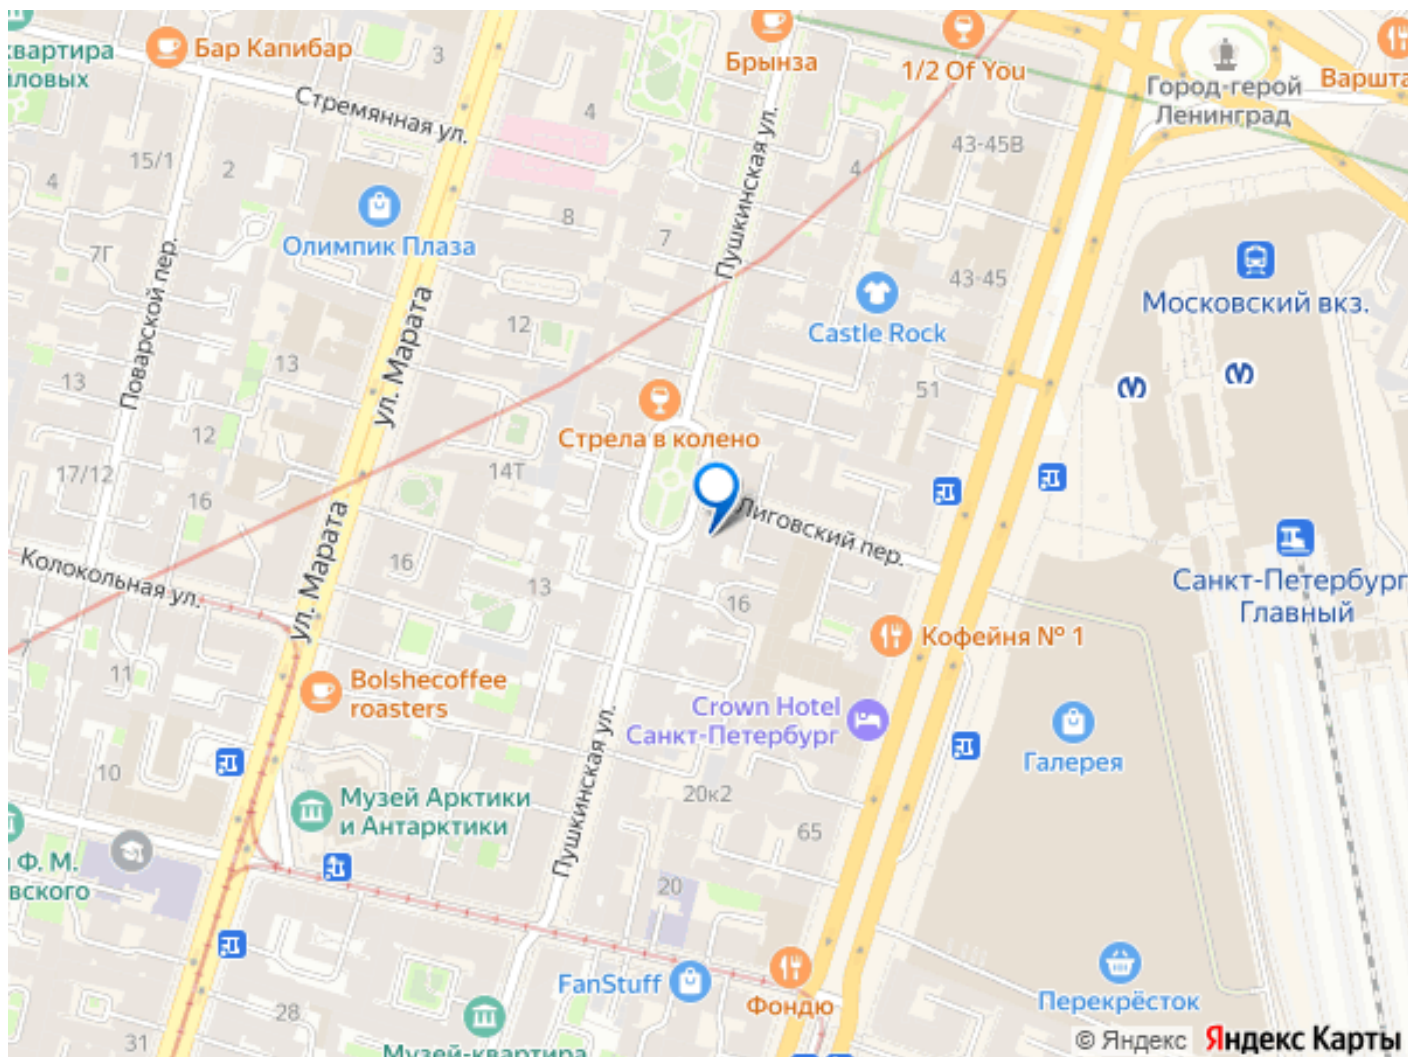 квартира
йловых
Бар Капибар
3
Стремянная ул.
4
Брынза
1/2 Of You
Город-герой
Ленинград
Варшта
15/1
2
4
8
7
4
43-45В
Пушкинская ул.
Олимпик Плаза
7Г
Поварской пер.
ул. Марата
12
Castle Rock
43-45
Московский вкз.
13
13
51
12
Стрела в колено
17/12
16
14Т
Лиговский пер.
Колокольная ул.
ул. Марата
16
13
16
Санкт-Петербург
Главный
Кофейня № 1
7
11
Bolshecoffee
roasters
Crown Hotel
Санкт-Петербург
Галерея
Пушкинская ул.
10
Музей Арктики
и Антарктики
20к2
65
Ф. М.
вского
20
FanStuff
Фондю
Перекрёсток
28
31
Музей-квартира
© Яндекс
Яндекс Карты